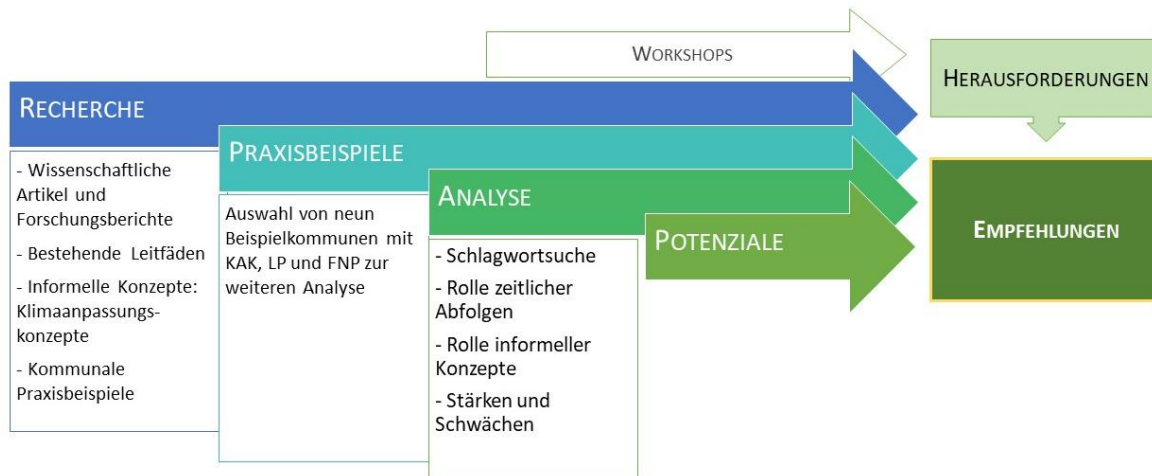 WORKSHOPS
RECHERCHE
- Wissenschaftliche
Artikel und
Forschungsberichte
- Bestehende Leitfäden
- Informelle Konzepte:
Klimaanpassungs-
konzepte
- Kommunale
Praxisbeispiele
PRAXISBEISPIELE
Auswahl von neun
Beispielkommunen mit
KAK, LP und FNP zur
weiteren Analyse
ANALYSE
- Schlagwortsuche
- Rolle zeitlicher
Abfolgen
- Rolle informeller
Konzepte
- Stärken und
Schwächen
POTENZIALE
HERAUSFORDERUNGEN
EMPFEHLUNGEN